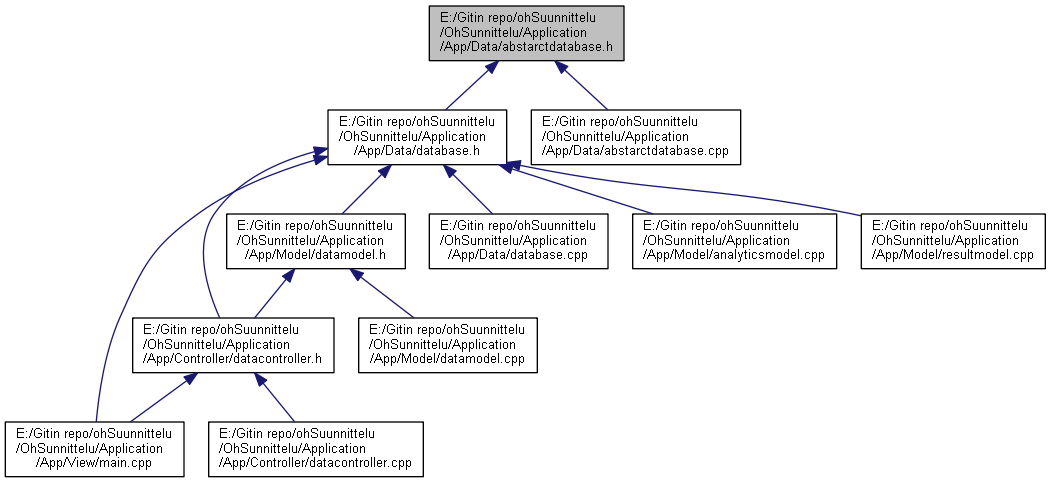 E:/Gitin repo/ohSuunnittelu
/OhSunnittelu/Application
/App/Data/abstarctdatabase.h
E:/Gitin repo/ohSuunnittelu
/OhSunnittelu/Application
/App/Data/database.h
E:/Gitin repo/ohSuunnittelu
/OhSunnittelu/Application
/App/Data/abstarctdatabase.cpp
E:/Gitin repo/ohSuunnittelu
/OhSunnittelu/Application
/App/Model/datamodel.h
E:/Gitin repo/ohSuunnittelu
/OhSunnittelu/Application
/App/Data/database.cpp
E:/Gitin repo/ohSuunnittelu
/OhSunnittelu/Application
/App/Model/analyticsmodel.cpp
E:/Gitin repo/ohSuunnittelu
/OhSunnittelu/Application
/App/Model/resultmodel.cpp
E:/Gitin repo/ohSuunnittelu
/OhSunnittelu/Application
/App/Controller/datacontroller.h
E:/Gitin repo/ohSuunnittelu
/OhSunnittelu/Application
/App/Model/datamodel.cpp
E:/Gitin repo/ohSuunnittelu
/OhSunnittelu/Application
/App/View/main.cpp
E:/Gitin repo/ohSuunnittelu
/OhSunnittelu/Application
/App/Controller/datacontroller.cpp